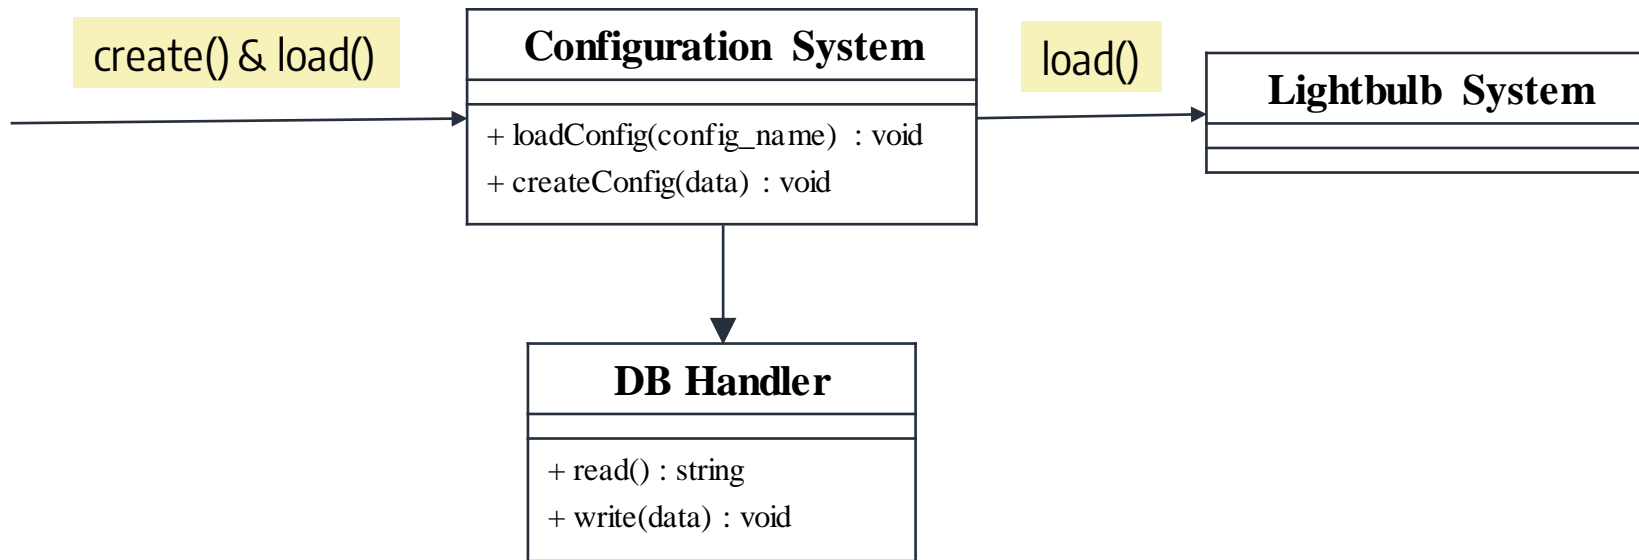 create() & load()
Configuration System
load()
Lightbulb System
+ loadConfig(config_name) : void
+ createConfig(data) : void
DB Handler
+ read() : string
+ write(data) : void